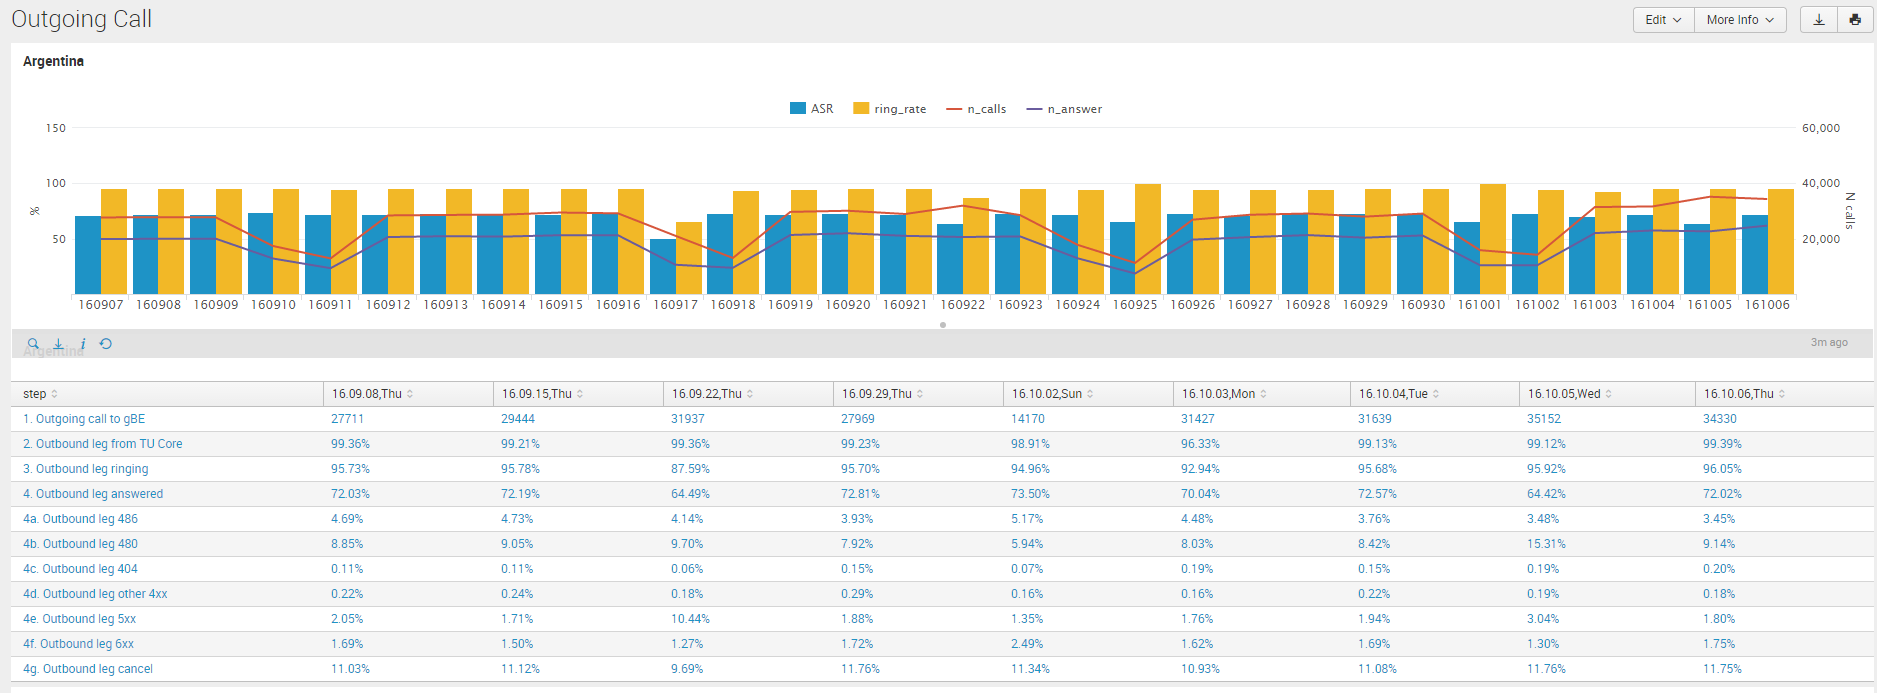 Outgoing Call
Edit More Info
Argentina
ASR ring_rate n_calls n_answer
150 60,000
100 40,000
% N calls
50 20,000
160907 160908 160909 160910 160911 160912 160913 160914 160915 160916 160917 160918 160919 160920 160921 160922 160923 160924 160925 160926 160927 160928 160929 160930 161001 161002 161003 161004 161005 161006
i 3m ago
Argentina
step 16.09.08,Thu 16.09.15,Thu 16.09.22,Thu 16.09.29,Thu 16.10.02,Sun 16.10.03,Mon 16.10.04,Tue 16.10.05,Wed 16.10.06,Thu
1. Outgoing call to gBE 27711 29444 31937 27969 14170 31427 31639 35152 34330
2. Outbound leg from TU Core 99.36% 99.21% 99.36% 99.23% 98.91% 96.33% 99.13% 99.12% 99.39%
3. Outbound leg ringing 95.73% 95.78% 87.59% 95.70% 94.96% 92.94% 95.68% 95.92% 96.05%
4. Outbound leg answered 72.03% 72.19% 64.49% 72.81% 73.50% 70.04% 72.57% 64.42% 72.02%
4a. Outbound leg 486 4.69% 4.73% 4.14% 3.93% 5.17% 4.48% 3.76% 3.48% 3.45%
4b. Outbound leg 480 8.85% 9.05% 9.70% 7.92% 5.94% 8.03% 8.42% 15.31% 9.14%
4c. Outbound leg 404 0.11% 0.11% 0.06% 0.15% 0.07% 0.19% 0.15% 0.19% 0.20%
4d. Outbound leg other 4xx 0.22% 0.24% 0.18% 0.29% 0.16% 0.16% 0.22% 0.19% 0.18%
4e. Outbound leg 5xx 2.05% 1.71% 10.44% 1.88% 1.35% 1.76% 1.94% 3.04% 1.80%
4f. Outbound leg 6xx 1.69% 1.50% 1.27% 1.72% 2.49% 1.62% 1.69% 1.30% 1.75%
4g. Outbound leg cancel 11.03% 11.12% 9.69% 11.76% 11.34% 10.93% 11.08% 11.76% 11.75%